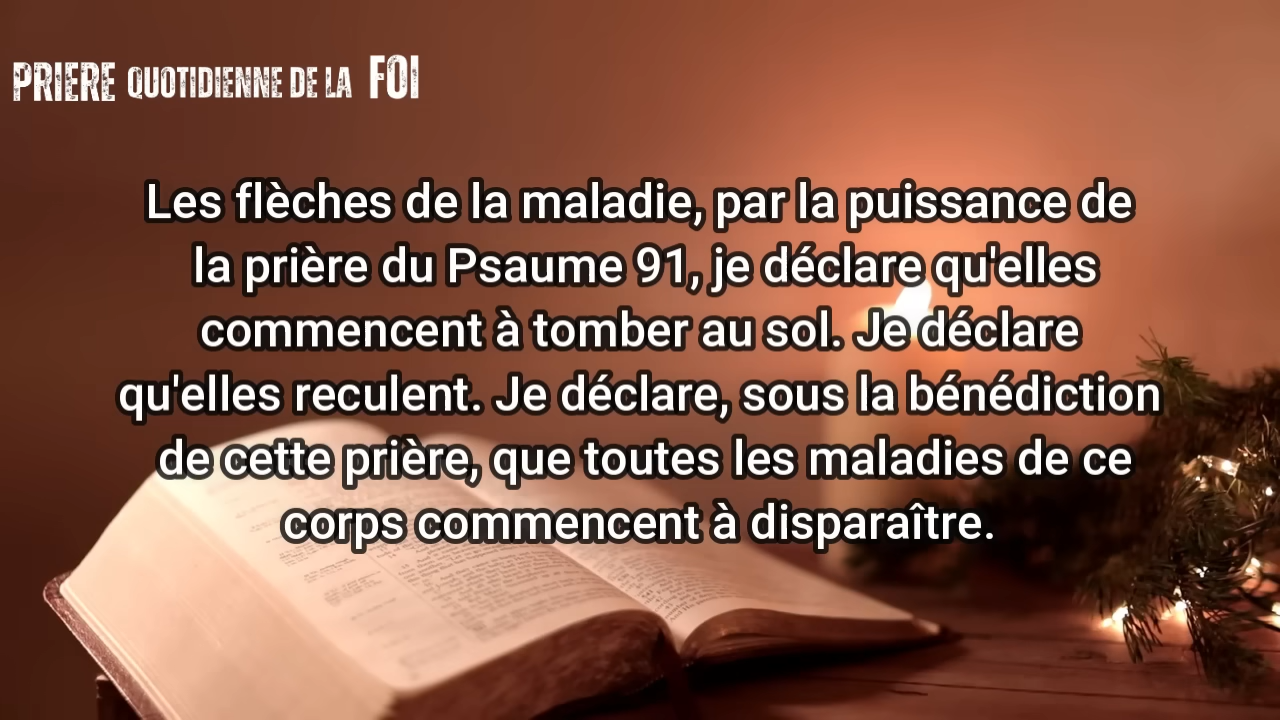 PRIERE QUOTIDIENNE DE LA FOI
Les flèches de la maladie, par la puissance de
la prière du Psaume 91, je déclare qu'elles
commencent à tomber au sol. Je déclare
qu'elles reculent. Je déclare, sous la bénédiction
de cette prière, que toutes les maladies de ce
corps commencent à disparaître.